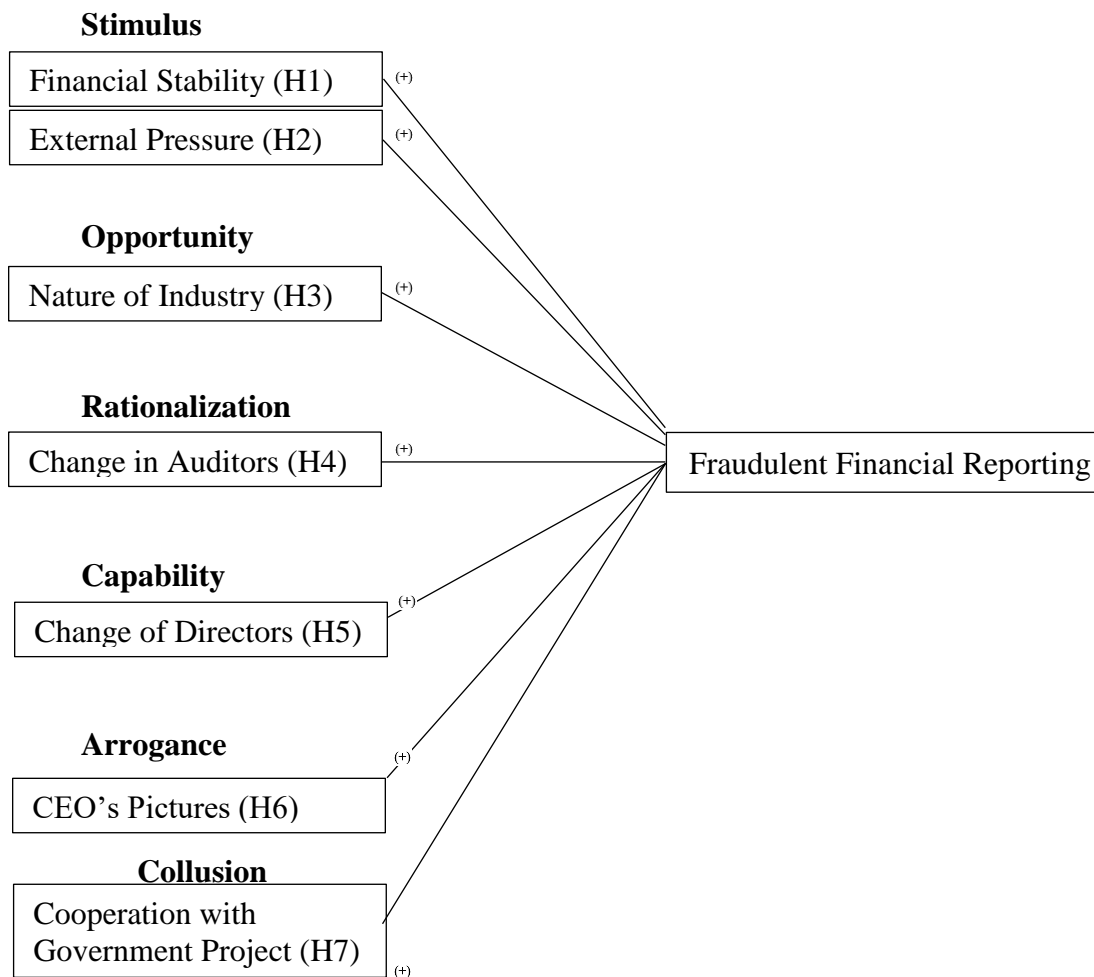 Stimulus
Financial Stability (H1)
(+)
External Pressure (H2)
(+)
Opportunity
Nature of Industry (H3)
(+)
Rationalization
Change in Auditors (H4)
(+)
Fraudulent Financial Reporting
Capability
Change of Directors (H5)
(+)
Arrogance
(+)
CEO’s Pictures (H6)
Collusion
Cooperation with
Government Project (H7)
(+)